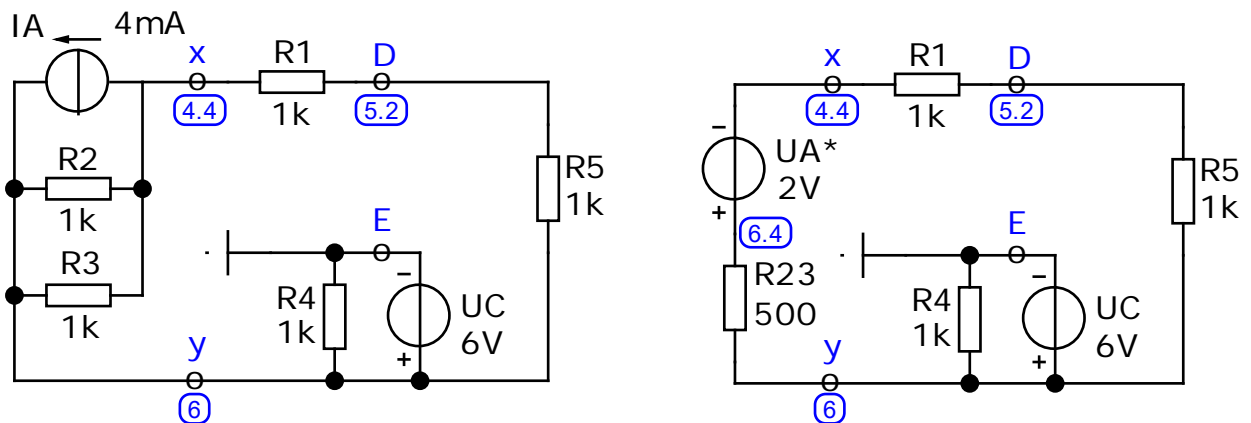 IA 4mA
x R1 D
4.4 1k 5.2
R2
1k
R5
1k
R3
1k
E
R4
1k
UC
6V
- +
y
6
x R1 D
4.4 1k 5.2
-
UA*
2V
+
6.4
R5
1k
R23
500
E
R4
1k
UC
6V
- +
y
6